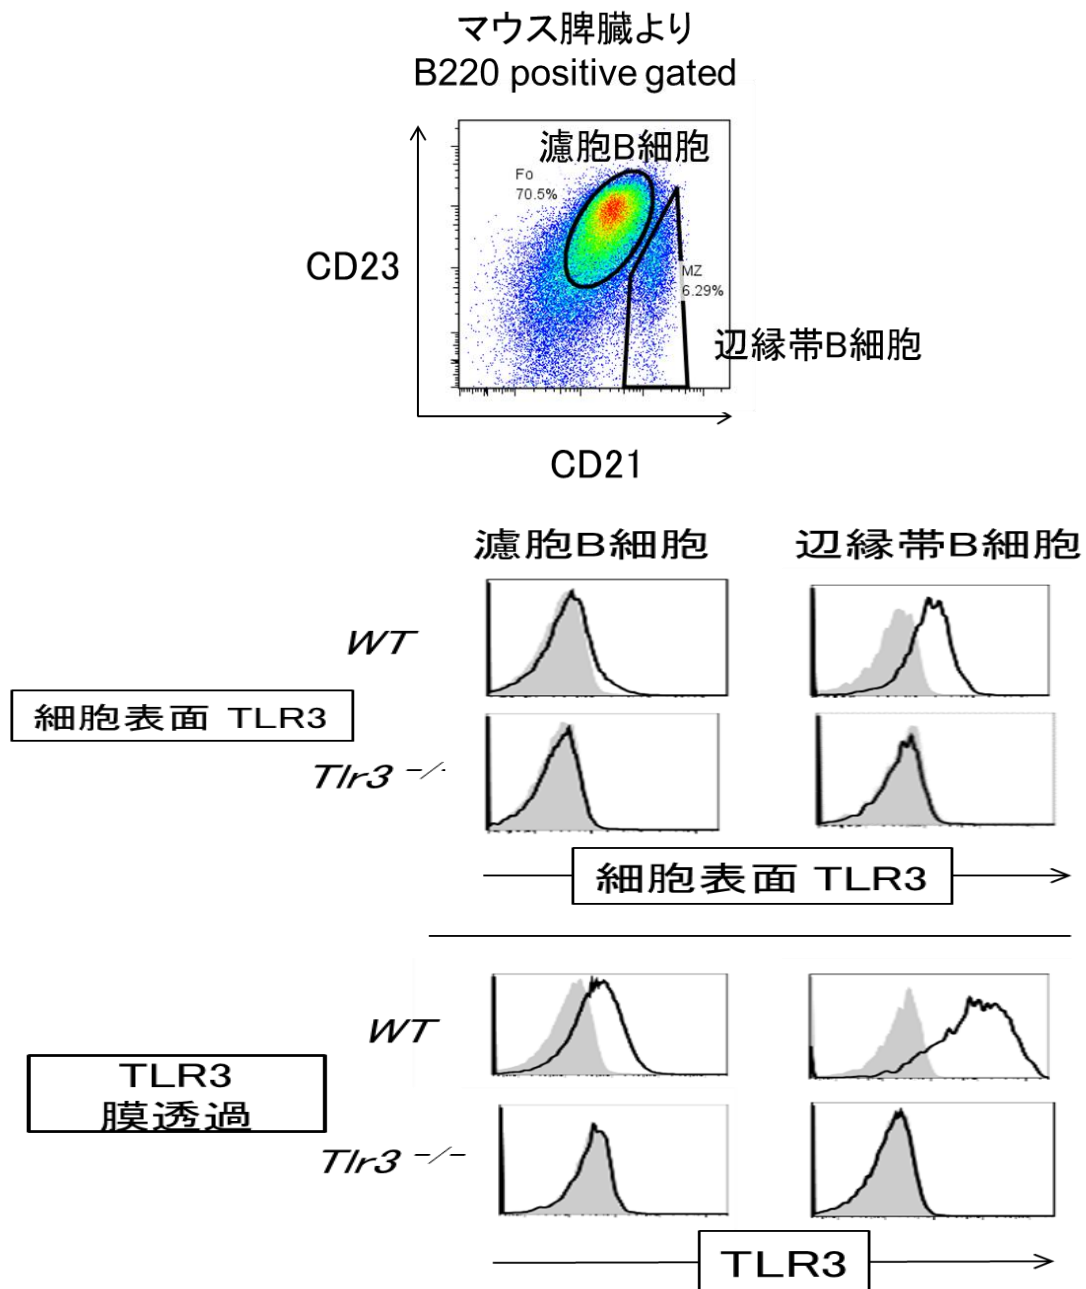 マウス脾臓より
B220 positive gated
濾胞B細胞
Fo
70.5%
CD23
MZ
6.29%
辺縁帯B細胞
CD21
濾胞B細胞 辺縁帯B細胞
WT
細胞表面 TLR3
Tlr3 −/−
細胞表面 TLR3
WT
TLR3
膜透過
Tlr3 −/−
TLR3